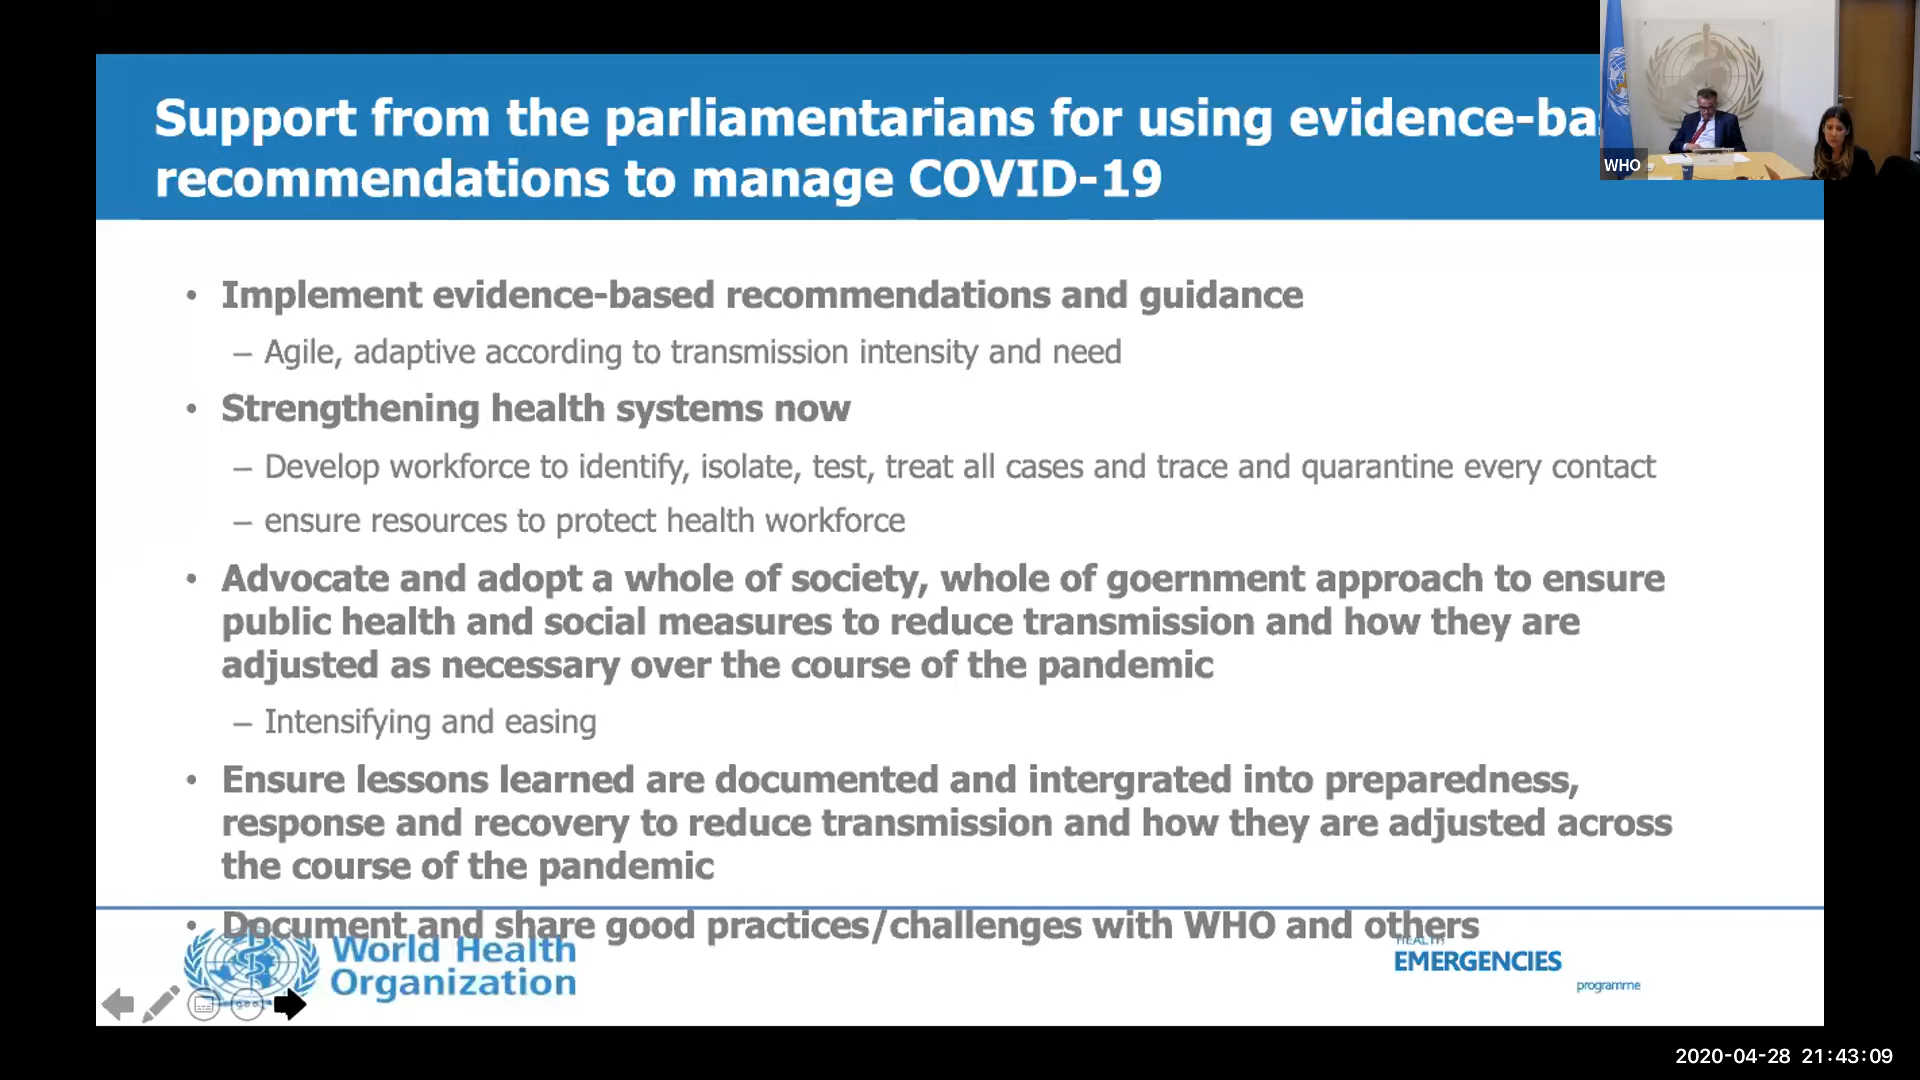 Support from the parliamentarians for using evidence-ba
recommendations to manage COVID-19
WHO
• Implement evidence-based recommendations and guidance
– Agile, adaptive according to transmission intensity and need
• Strengthening health systems now
– Develop workforce to identify, isolate, test, treat all cases and trace and quarantine every contact
– ensure resources to protect health workforce
• Advocate and adopt a whole of society, whole of goernment approach to ensure
public health and social measures to reduce transmission and how they are
adjusted as necessary over the course of the pandemic
– Intensifying and easing
• Ensure lessons learned are documented and intergrated into preparedness,
response and recovery to reduce transmission and how they are adjusted across
the course of the pandemic
• Document and share good practices/challenges with WHO and others
World Health
Organization
HEALTH
EMERGENCIES
programme
2020-04-28 21:43:09